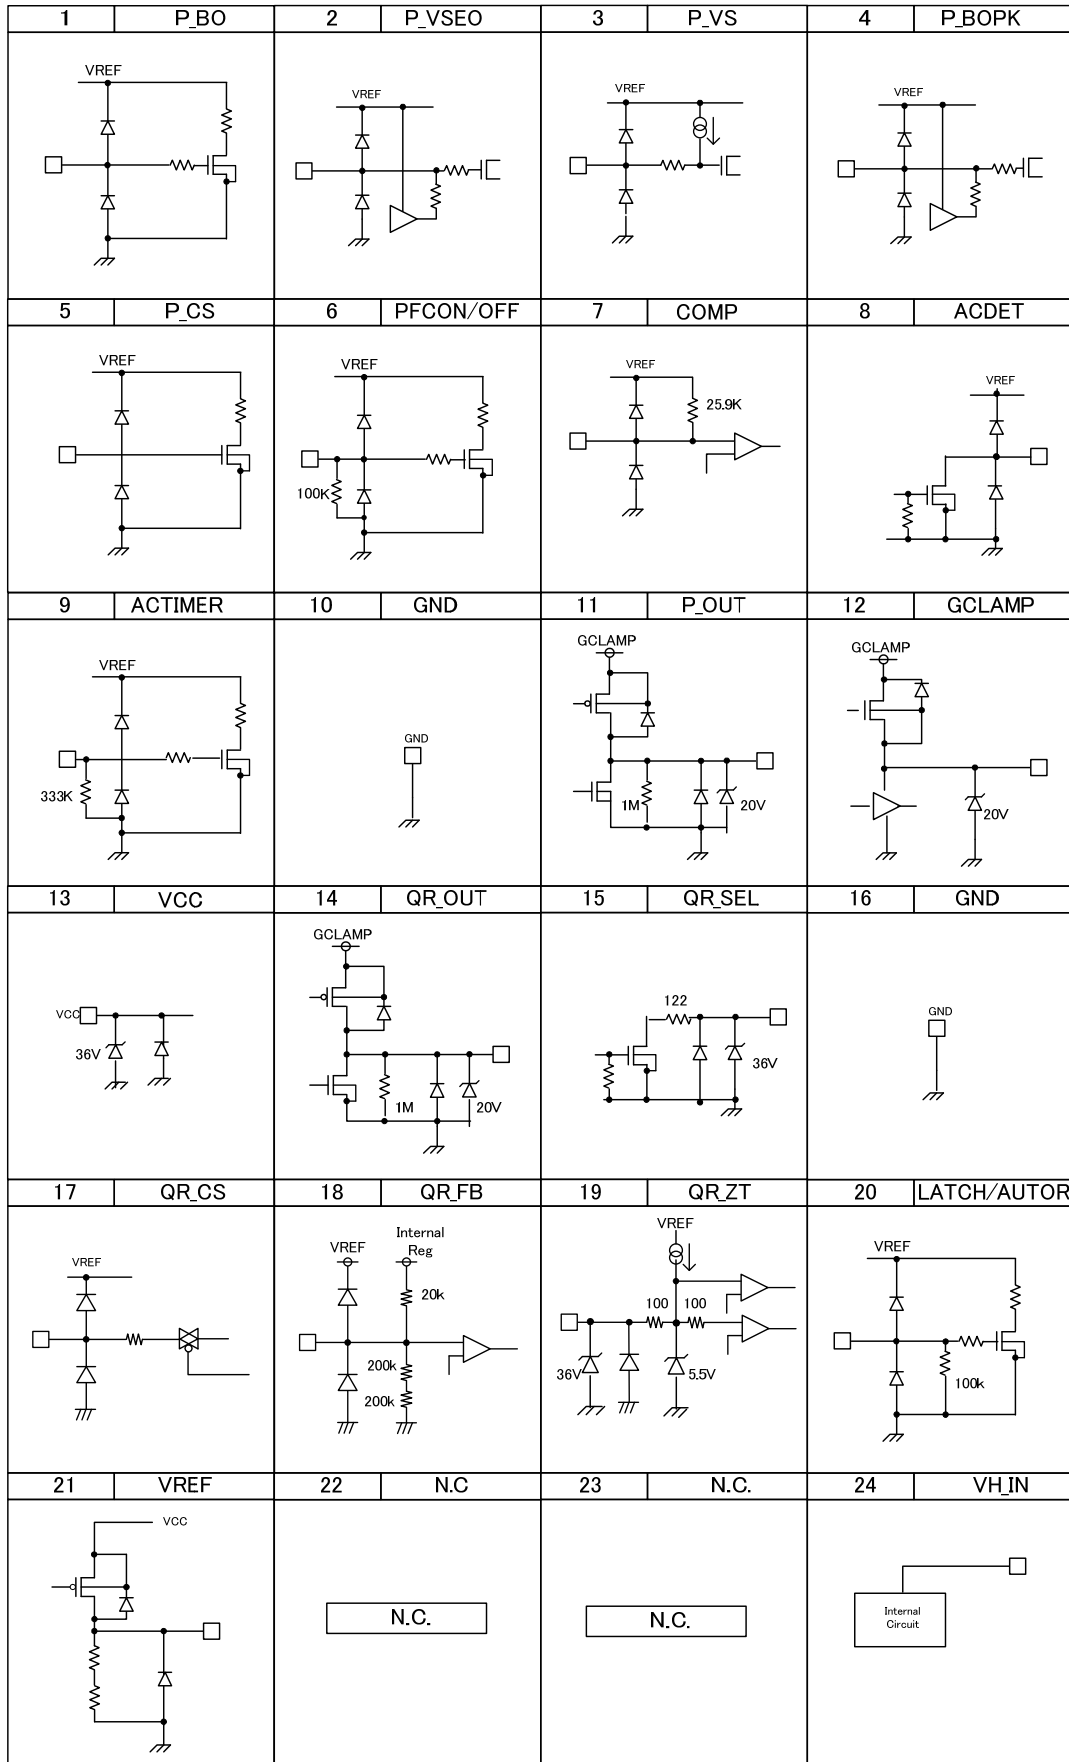 1 P_BO 2 P_VSEO 3 P_VS 4 P_BOPK
VREF
VREF
VREF
VREF
5 P_CS 6 PFCON/OFF 7 COMP 8 ACDET
VREF
VREF
100K
VREF
25.9K
VREF
9 ACTIMER 10 GND 11 P_OUT 12 GCLAMP
VREF
333K
GND
GCLAMP
1M 20V
GCLAMP
20V
13 VCC 14 QR_OUT 15 QR_SEL 16 GND
VCC
36V
GCLAMP
1M 20V
122
36V
GND
17 QR_CS 18 QR_FB 19 QR_ZT 20 LATCH/AUTOR
VREF
VREF
Internal
Reg
20k
200k
200k
VREF
100 100
36V 5.5V
VREF
100k
21 VREF 22 N.C 23 N.C. 24 VH_IN
VCC
N.C.
N.C.
Internal
Circuit